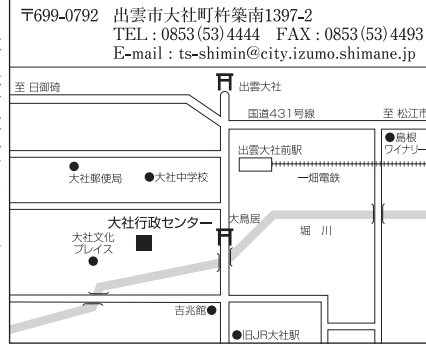 〒699-0792 出雲市大社町杵築南1397-2
TEL：0853(53)4444 FAX：0853(53)4493
E-mail：ts-shimin@city.izumo.shimane.jp
至 日御碕
出雲大社
国道431号線
至 松江市
島根
ワイナリー
出雲大社前駅
一畑電鉄
大社郵便局
大社中学校
大社行政センター
大鳥居
堀 川
大社文化
プレイス
吉兆館
旧JR大社駅